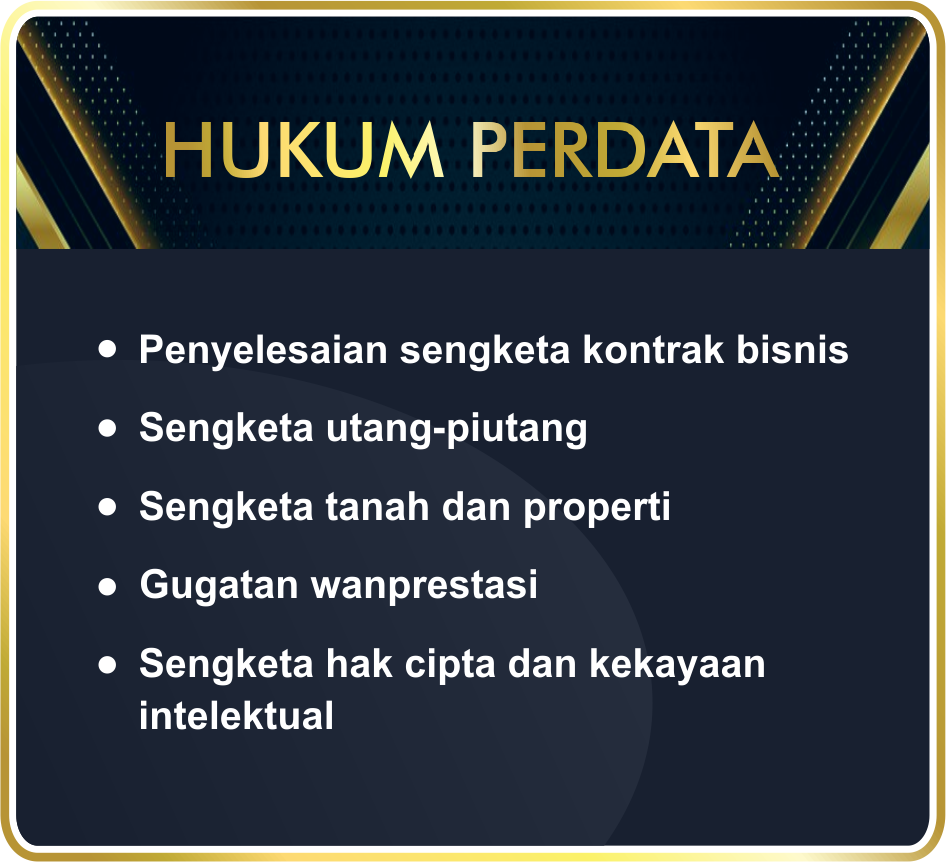 HUKUM PERDATA
• Penyelesaian sengketa kontrak bisnis
• Sengketa utang-piutang
• Sengketa tanah dan properti
• Gugatan wanprestasi
• Sengketa hak cipta dan kekayaan
intelektual